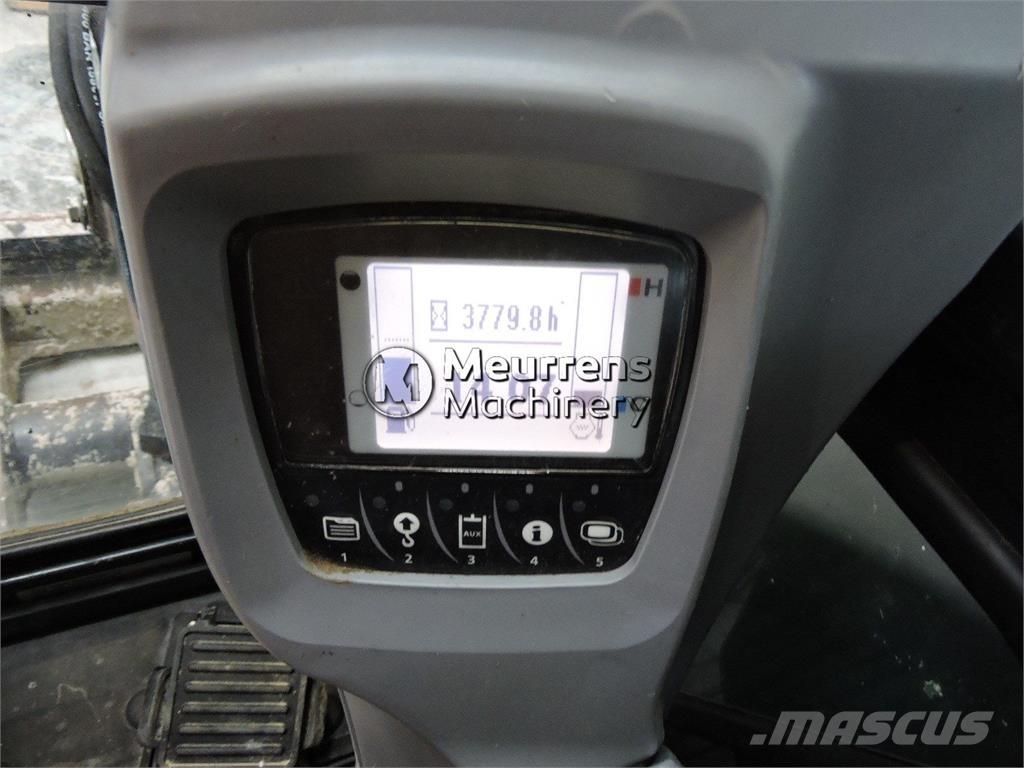 3779.8h
H
M Meurrens
Machinery
C
AUX
1 2 3 4 5
MASCUS